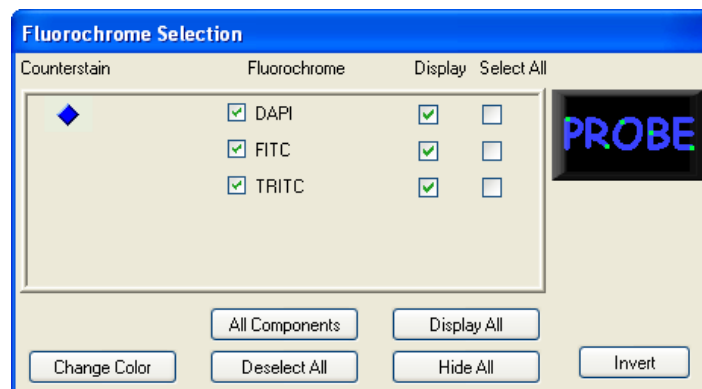 Fluorochrome Selection
Counterstain Fluorochrome Display Select All
DAPI
FITC
TRITC
PROBE
All Components Display All
Change Color Deselect All Hide All Invert